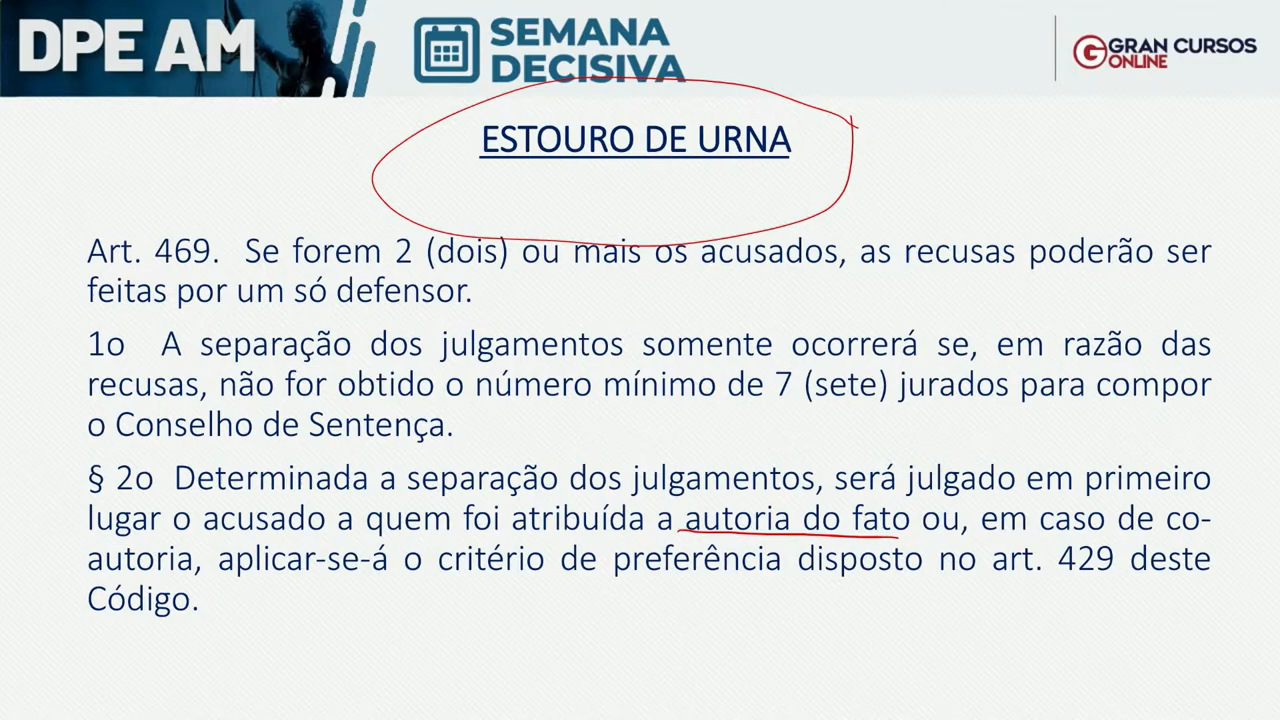 DPE AM
SEMANA
DECISIVA
GRAN CURSOS
ONLINE
ESTOURO DE URNA
Art. 469. Se forem 2 (dois) ou mais os acusados, as recusas poderão ser
feitas por um só defensor.
1o A separação dos julgamentos somente ocorrerá se, em razão das
recusas, não for obtido o número mínimo de 7 (sete) jurados para compor
o Conselho de Sentença.
§ 2o Determinada a separação dos julgamentos, será julgado em primeiro
lugar o acusado a quem foi atribuída a autoria do fato ou, em caso de co-
autoria, aplicar-se-á o critério de preferência disposto no art. 429 deste
Código.